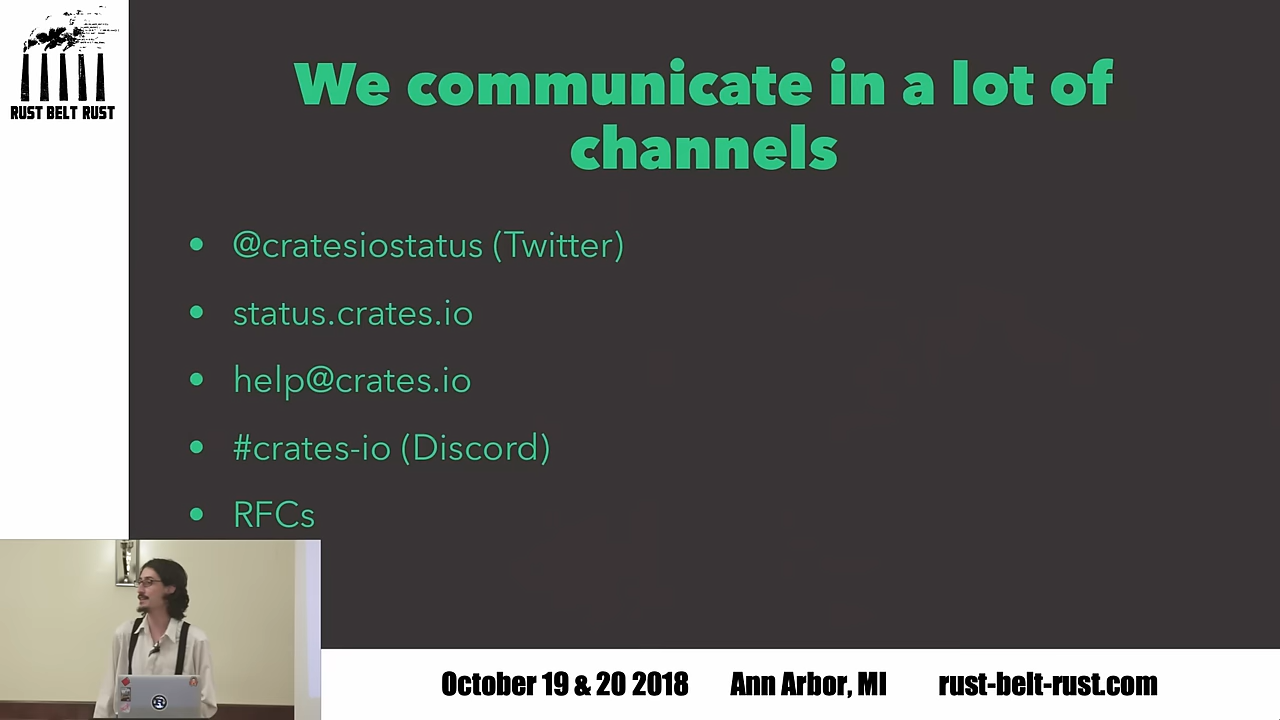 RUST BELT RUST
We communicate in a lot of
channels
@cratesiostatus (Twitter)
status.crates.io
help@crates.io
#crates-io (Discord)
RFCs
R
October 19 & 20 2018 Ann Arbor, MI rust-belt-rust.com